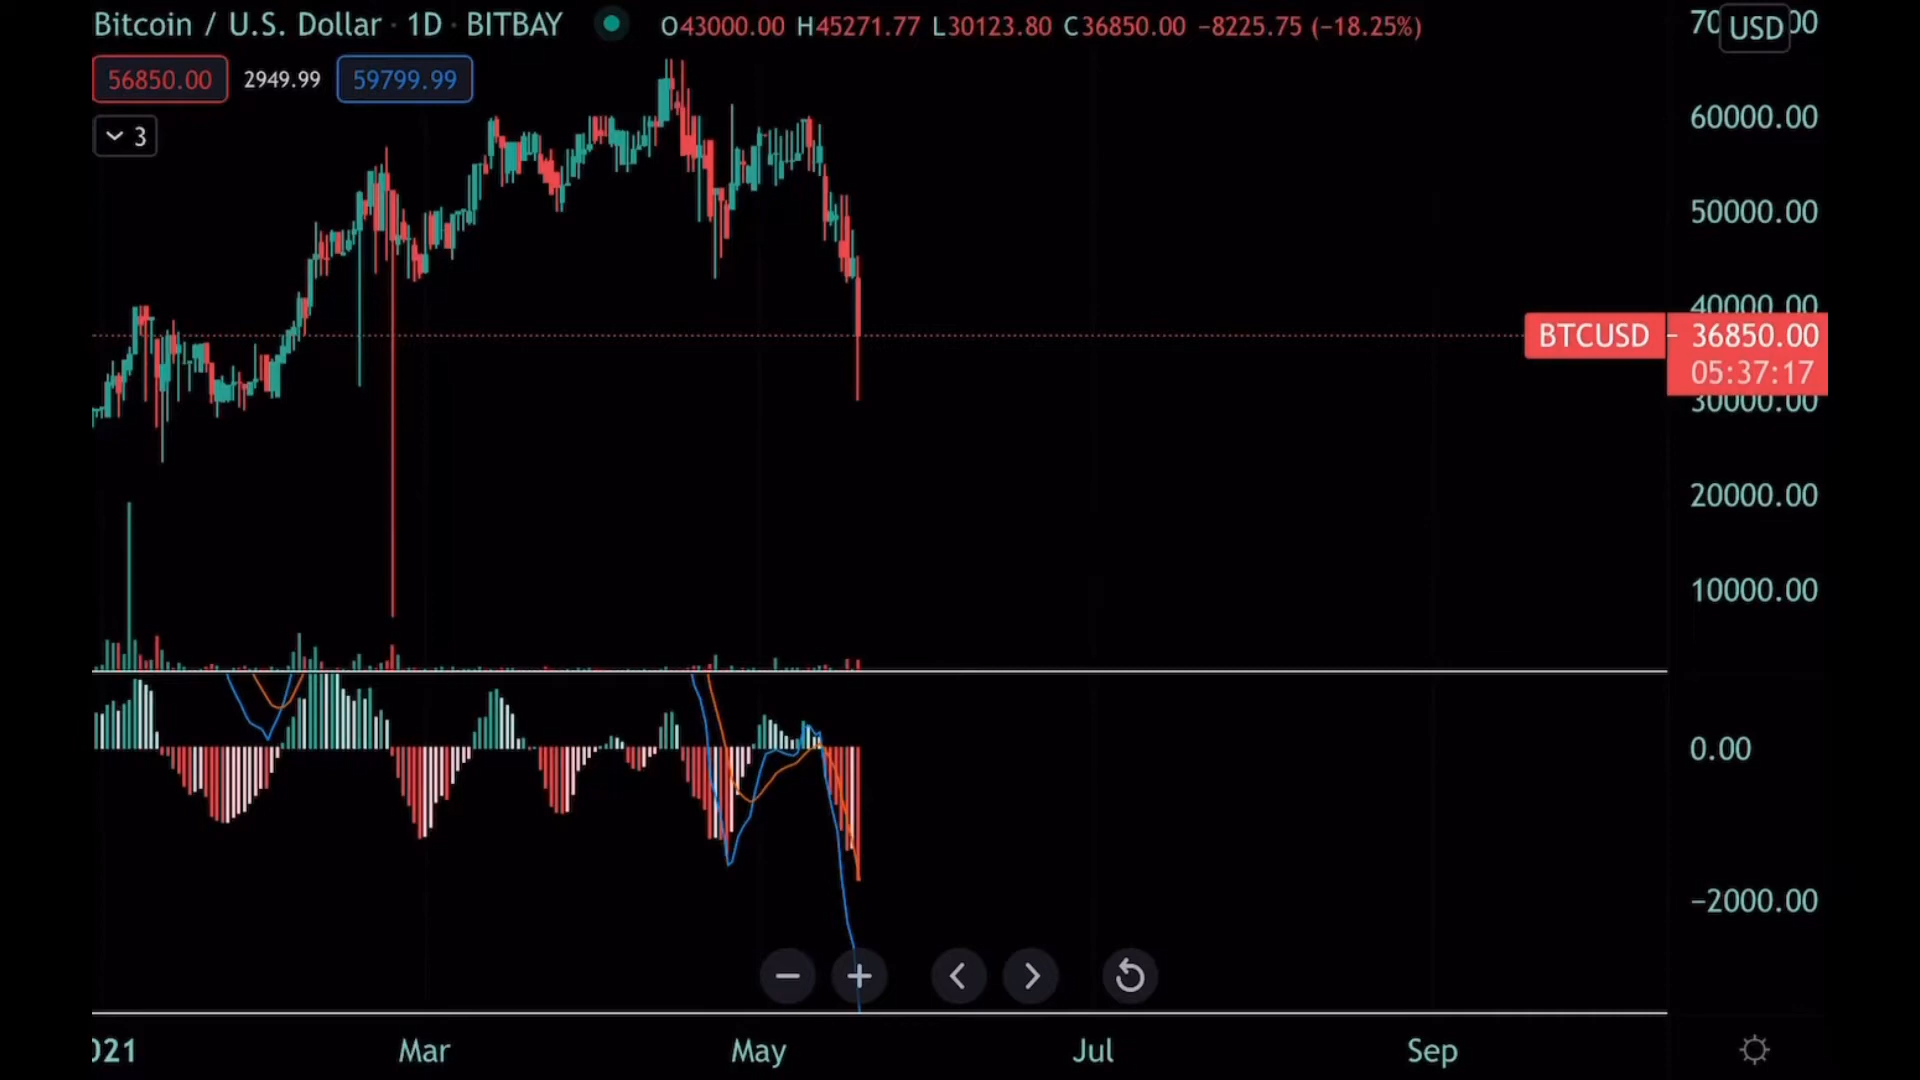 Bitcoin / U.S. Dollar · 1D · BITBAY O43000.00 H45271.77 L30123.80 C36850.00 −8225.75 (−18.25%)
USD
56850.00 2949.99 59799.99
3
60000.00
50000.00
40000.00
BTCUSD 36850.00
05:37:17
30000.00
20000.00
10000.00
0.00
−2000.00
021 Mar May Jul Sep